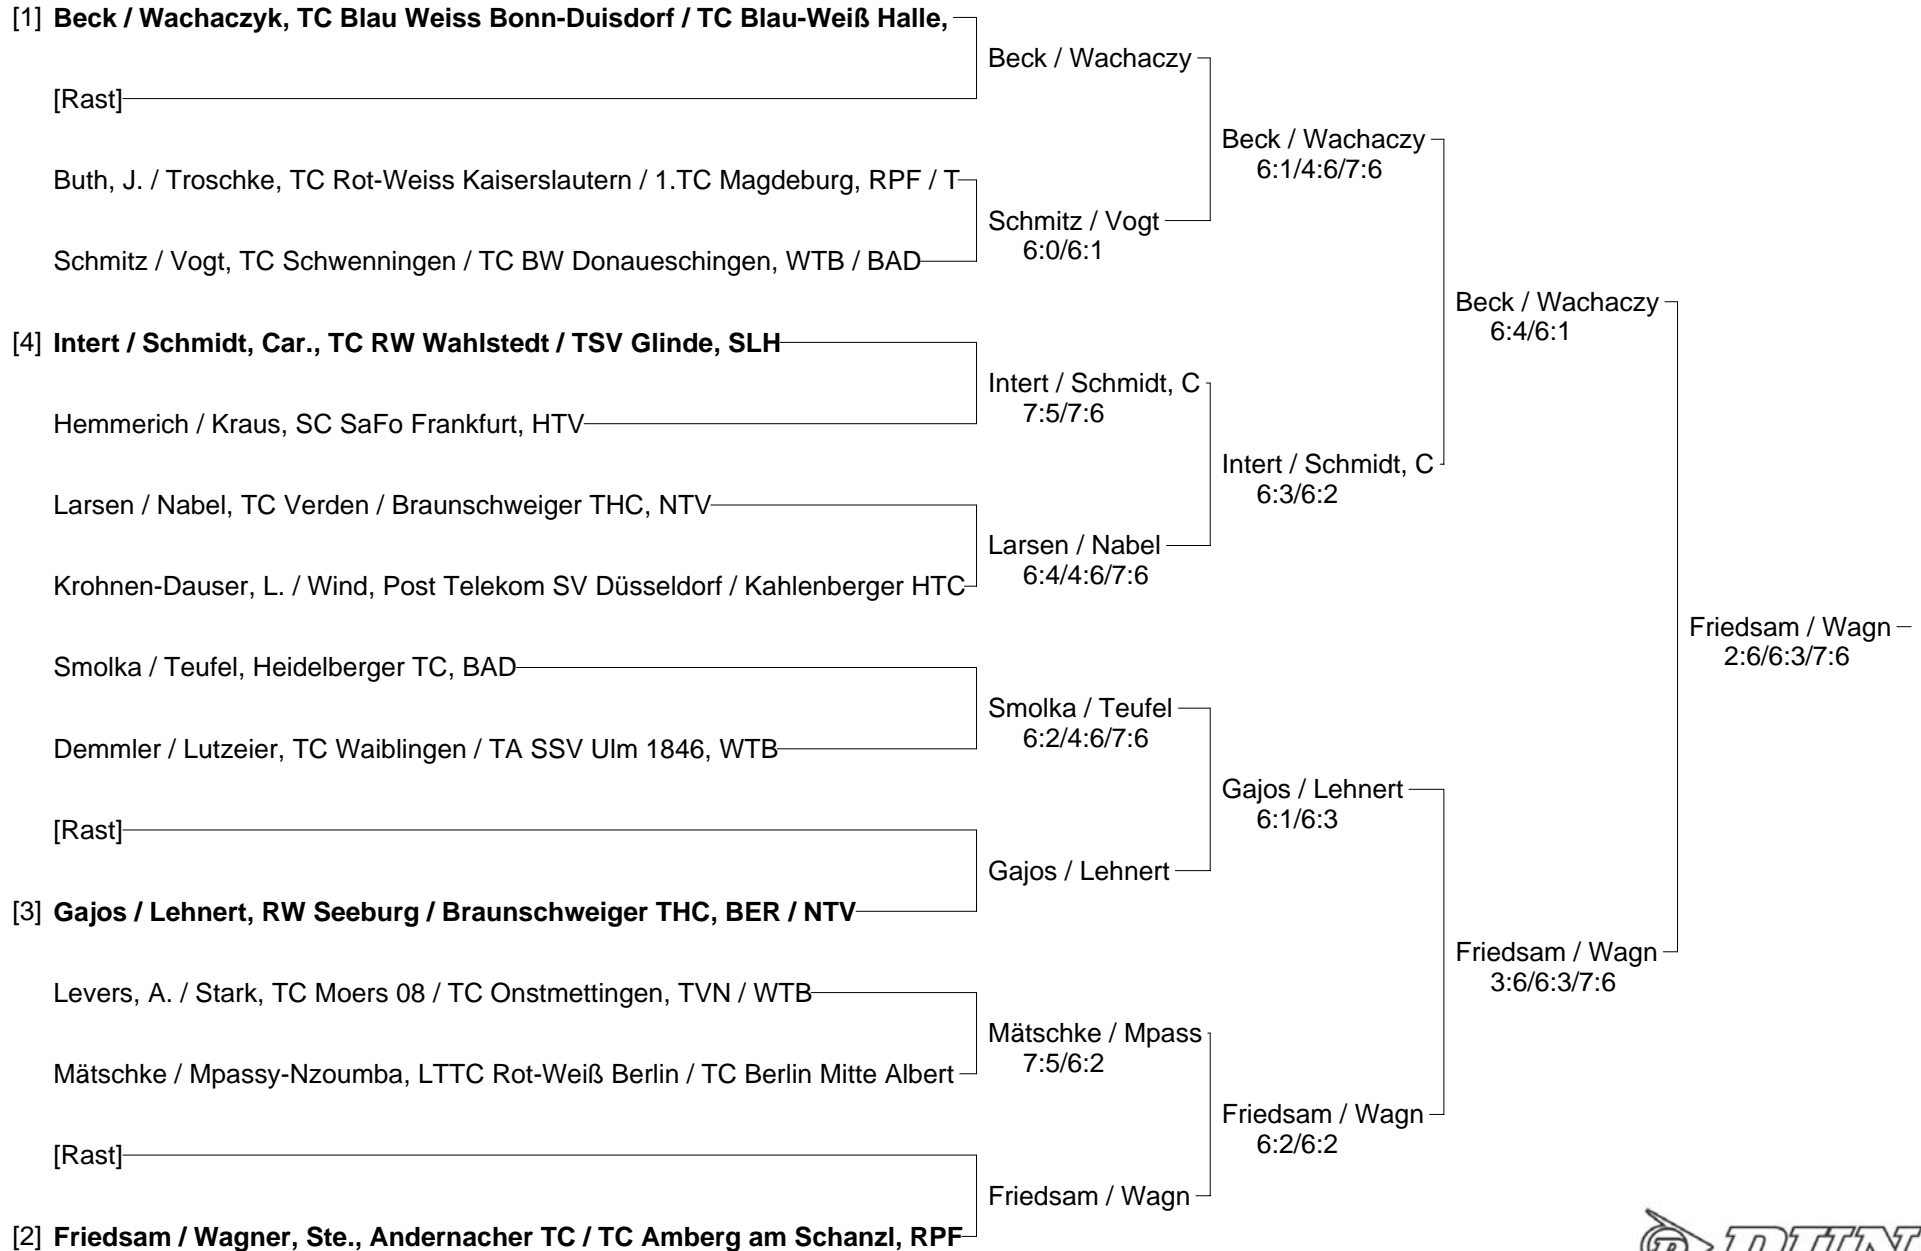 [1] Beck / Wachaczyk, TC Blau Weiss Bonn-Duisdorf / TC Blau-Weiß Halle,
[Rast]
Buth, J. / Troschke, TC Rot-Weiss Kaiserslautern / 1.TC Magdeburg, RPF / T
Schmitz / Vogt, TC Schwenningen / TC BW Donaueschingen, WTB / BAD
[4] Intert / Schmidt, Car., TC RW Wahlstedt / TSV Glinde, SLH
Hemmerich / Kraus, SC SaFo Frankfurt, HTV
Larsen / Nabel, TC Verden / Braunschweiger THC, NTV
Krohnen-Dauser, L. / Wind, Post Telekom SV Düsseldorf / Kahlenberger HTC
Smolka / Teufel, Heidelberger TC, BAD
Demmler / Lutzeier, TC Waiblingen / TA SSV Ulm 1846, WTB
[Rast]
[3] Gajos / Lehnert, RW Seeburg / Braunschweiger THC, BER / NTV
Levers, A. / Stark, TC Moers 08 / TC Onstmettingen, TVN / WTB
Mätschke / Mpassy-Nzoumba, LTTC Rot-Weiß Berlin / TC Berlin Mitte Albert
[Rast]
[2] Friedsam / Wagner, Ste., Andernacher TC / TC Amberg am Schanzl, RPF
Beck / Wachaczy
Schmitz / Vogt
6:0/6:1
Intert / Schmidt, C
7:5/7:6
Larsen / Nabel
6:4/4:6/7:6
Smolka / Teufel
6:2/4:6/7:6
Gajos / Lehnert
Mätschke / Mpass
7:5/6:2
Friedsam / Wagn
Beck / Wachaczy
6:1/4:6/7:6
Intert / Schmidt, C
6:3/6:2
Gajos / Lehnert
6:1/6:3
Friedsam / Wagn
6:2/6:2
Beck / Wachaczy
6:4/6:1
Friedsam / Wagn
3:6/6:3/7:6
Friedsam / Wagn
2:6/6:3/7:6